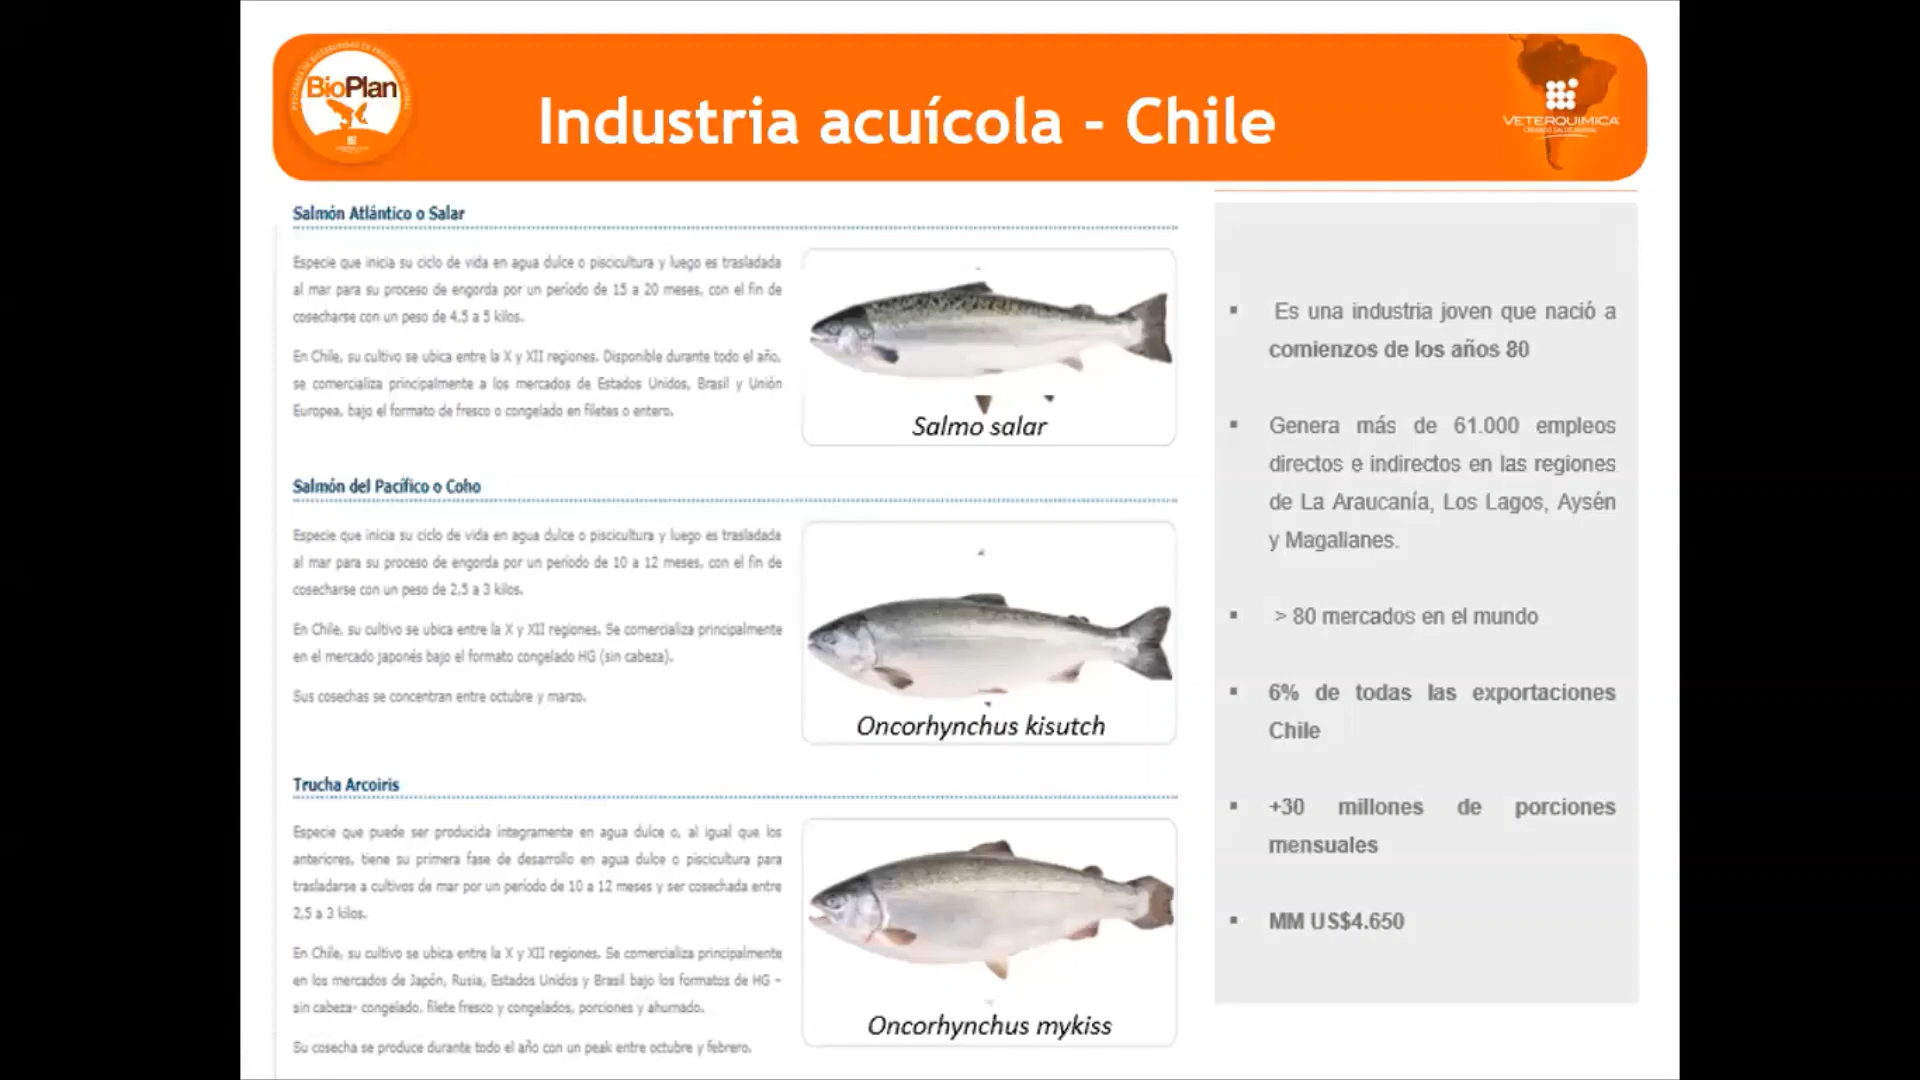 BioPlan
Industria acuícola - Chile
VETERQUIMICA
Salmón Atlántico o Salar
Especie que inicia su ciclo de vida en agua dulce o piscicultura y luego es trasladada
al mar para su proceso de engorda por un período de 15 a 20 meses, con el fin de
cosecharse con un peso de 4,5 a 5 kilos.
En Chile, su cultivo se ubica entre la X y XII regiones. Disponible durante todo el año,
se comercializa principalmente a los mercados de Estados Unidos, Brasil y Unión
Europea, bajo el formato de fresco o congelado en filetes o entero.
Salmo salar
Salmón del Pacífico o Coho
Especie que inicia su ciclo de vida en agua dulce o piscicultura y luego es trasladada
al mar para su proceso de engorda por un período de 10 a 12 meses, con el fin de
cosecharse con un peso de 2,5 a 3 kilos.
En Chile, su cultivo se ubica entre la X y XII regiones. Se comercializa principalmente
en el mercado japonés bajo el formato congelado HG (sin cabeza).
Sus cosechas se concentran entre octubre y marzo.
Oncorhynchus kisutch
Trucha Arcoiris
Especie que puede ser producida íntegramente en agua dulce o, al igual que los
anteriores, tiene su primera fase de desarrollo en agua dulce o piscicultura para
trasladarse a cultivos de mar por un período de 10 a 12 meses y ser cosechada entre
2,5 a 3 kilos.
En Chile, su cultivo se ubica entre la X y XII regiones. Se comercializa principalmente
en los mercados de Japón, Rusia, Estados Unidos y Brasil bajo los formatos de HG –
sin cabeza- congelado, filete fresco y congelados, porciones y ahumado.
Su cosecha se produce durante todo el año con un peak entre octubre y febrero.
Oncorhynchus mykiss
▪ Es una industria joven que nació a
comienzos de los años 80
▪ Genera más de 61.000 empleos
directos e indirectos en las regiones
de La Araucanía, Los Lagos, Aysén
y Magallanes.
▪ > 80 mercados en el mundo
▪ 6% de todas las exportaciones
Chile
▪ +30 millones de porciones
mensuales
▪ MM US$4.650